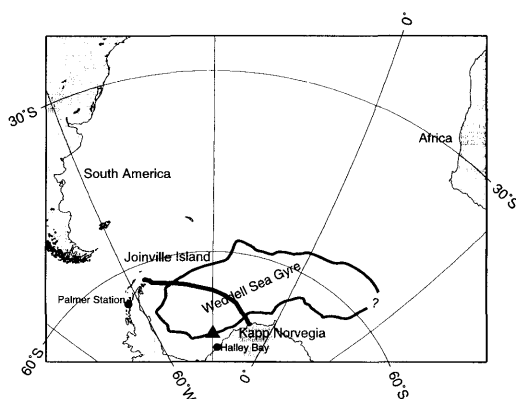 0°
30°S
Africa
South America
30°S
Joinville Island
Weddell Sea Gyre
Palmer Station
?
Kapp Norvegia
Halley Bay
60°S
60°W
0°
60°S